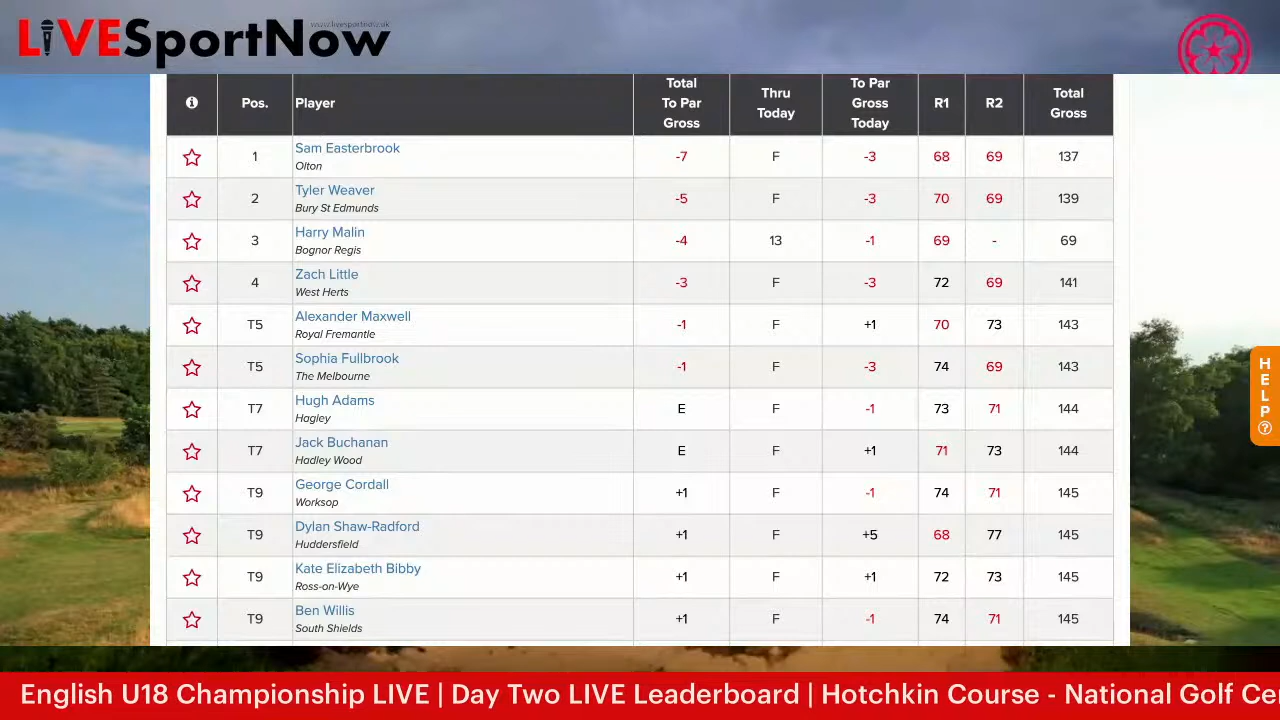 LIVESportNow
www.livesportnow.uk
Pos. Player Total To Par Gross Thru Today To Par Gross Today R1 R2 Total Gross
1 Sam Easterbrook -7 F -3 68 69 137
Olton
2 Tyler Weaver -5 F -3 70 69 139
Bury St Edmunds
3 Harry Malin -4 13 -1 69 - 69
Bognor Regis
4 Zach Little -3 F -3 72 69 141
West Herts
T5 Alexander Maxwell -1 F +1 70 73 143
Royal Fremantle
T5 Sophia Fullbrook -1 F -3 74 69 143
The Melbourne
T7 Hugh Adams E F -1 73 71 144
Hagley
T7 Jack Buchanan E F +1 71 73 144
Hadley Wood
T9 George Cordall +1 F -1 74 71 145
Worksop
T9 Dylan Shaw-Radford +1 F +5 68 77 145
Huddersfield
T9 Kate Elizabeth Bibby +1 F +1 72 73 145
Ross-on-Wye
T9 Ben Willis +1 F -1 74 71 145
South Shields
HELP
English U18 Championship LIVE | Day Two LIVE Leaderboard | Hotchkin Course - National Golf Ce